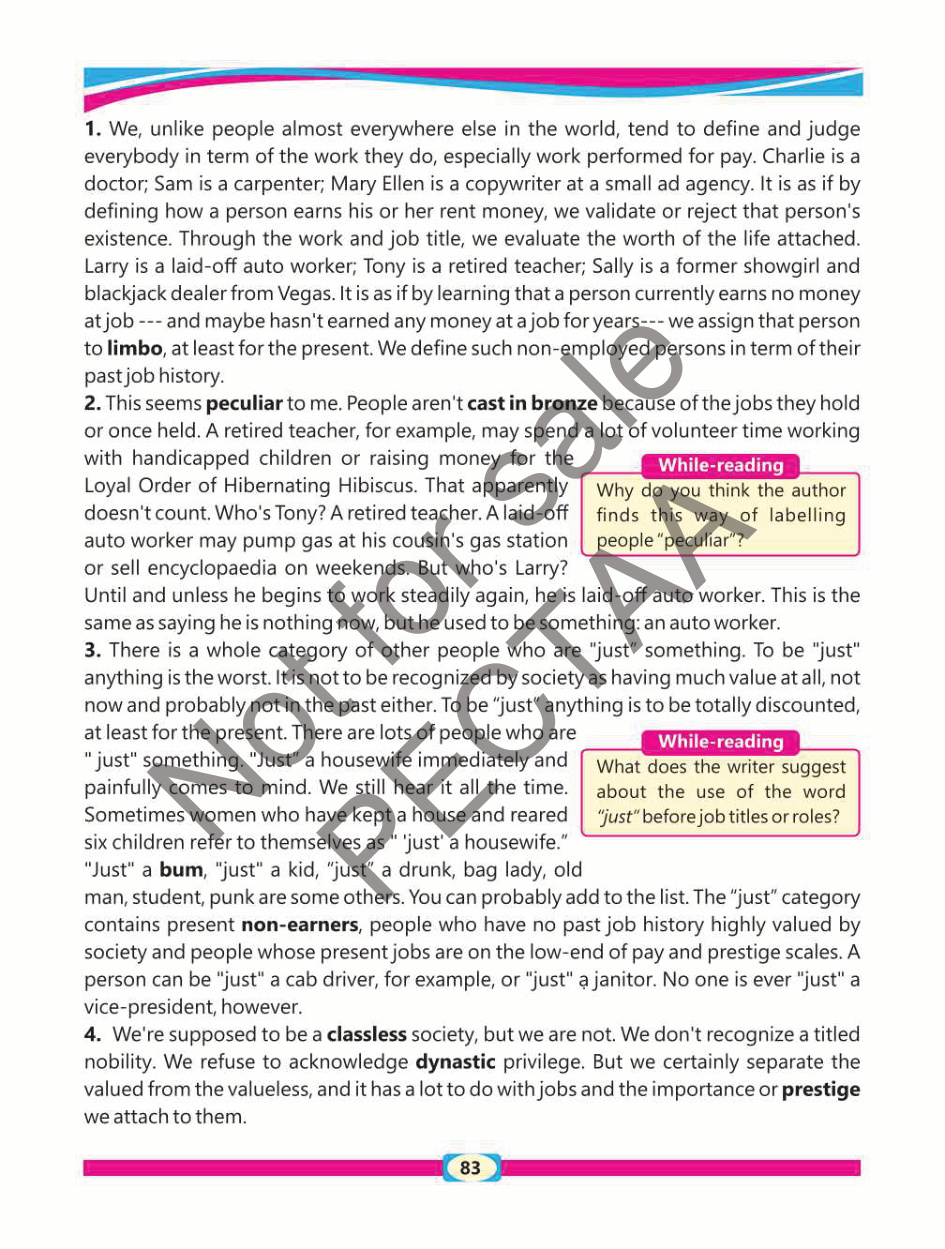 1. We, unlike people almost everywhere else in the world, tend to define and judge
everybody in term of the work they do, especially work performed for pay. Charlie is a
doctor; Sam is a carpenter; Mary Ellen is a copywriter at a small ad agency. It is as if by
defining how a person earns his or her rent money, we validate or reject that person's
existence. Through the work and job title, we evaluate the worth of the life attached.
Larry is a laid-off auto worker; Tony is a retired teacher; Sally is a former showgirl and
blackjack dealer from Vegas. It is as if by learning that a person currently earns no money
at job --- and maybe hasn't earned any money at a job for years--- we assign that person
to limbo, at least for the present. We define such non-employed persons in term of their
past job history.
2. This seems peculiar to me. People aren't cast in bronze because of the jobs they hold
or once held. A retired teacher, for example, may spend a lot of volunteer time working
with handicapped children or raising money for the
Loyal Order of Hibernating Hibiscus. That apparently
doesn't count. Who's Tony? A retired teacher. A laid-off
auto worker may pump gas at his cousin's gas station
or sell encyclopaedia on weekends. But who's Larry?
While-reading
Why do you think the author
finds this way of labelling
people “peculiar”?
Until and unless he begins to work steadily again, he is laid-off auto worker. This is the
same as saying he is nothing now, but he used to be something: an auto worker.
3. There is a whole category of other people who are "just" something. To be "just"
anything is the worst. It is not to be recognized by society as having much value at all, not
now and probably not in the past either. To be “just” anything is to be totally discounted,
at least for the present. There are lots of people who are
" just" something. "Just” a housewife immediately and
painfully comes to mind. We still hear it all the time.
Sometimes women who have kept a house and reared
six children refer to themselves as " 'just' a housewife.”
"Just" a bum, "just" a kid, “just” a drunk, bag lady, old
While-reading
What does the writer suggest
about the use of the word
“just” before job titles or roles?
man, student, punk are some others. You can probably add to the list. The “just” category
contains present non-earners, people who have no past job history highly valued by
society and people whose present jobs are on the low-end of pay and prestige scales. A
person can be "just" a cab driver, for example, or "just" a janitor. No one is ever "just" a
vice-president, however.
4. We're supposed to be a classless society, but we are not. We don't recognize a titled
nobility. We refuse to acknowledge dynastic privilege. But we certainly separate the
valued from the valueless, and it has a lot to do with jobs and the importance or prestige
we attach to them.
83
Not for sale
PECTAA